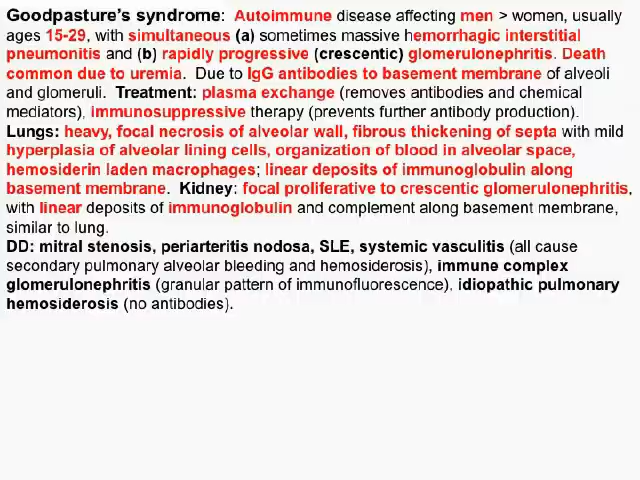 Goodpasture's syndrome: Autoimmune disease affecting men > women, usually
ages 15-29, with simultaneous (a) sometimes massive hemorrhagic interstitial
pneumonitis and (b) rapidly progressive (crescentic) glomerulonephritis. Death
common due to uremia. Due to IgG antibodies to basement membrane of alveoli
and glomeruli. Treatment: plasma exchange (removes antibodies and chemical
mediators), immunosuppressive therapy (prevents further antibody production).
Lungs: heavy, focal necrosis of alveolar wall, fibrous thickening of septa with mild
hyperplasia of alveolar lining cells, organization of blood in alveolar space,
hemosiderin laden macrophages; linear deposits of immunoglobulin along
basement membrane. Kidney: focal proliferative to crescentic glomerulonephritis,
with linear deposits of immunoglobulin and complement along basement membrane,
similar to lung.
DD: mitral stenosis, periarteritis nodosa, SLE, systemic vasculitis (all cause
secondary pulmonary alveolar bleeding and hemosiderosis), immune complex
glomerulonephritis (granular pattern of immunofluorescence), idiopathic pulmonary
hemosiderosis (no antibodies).